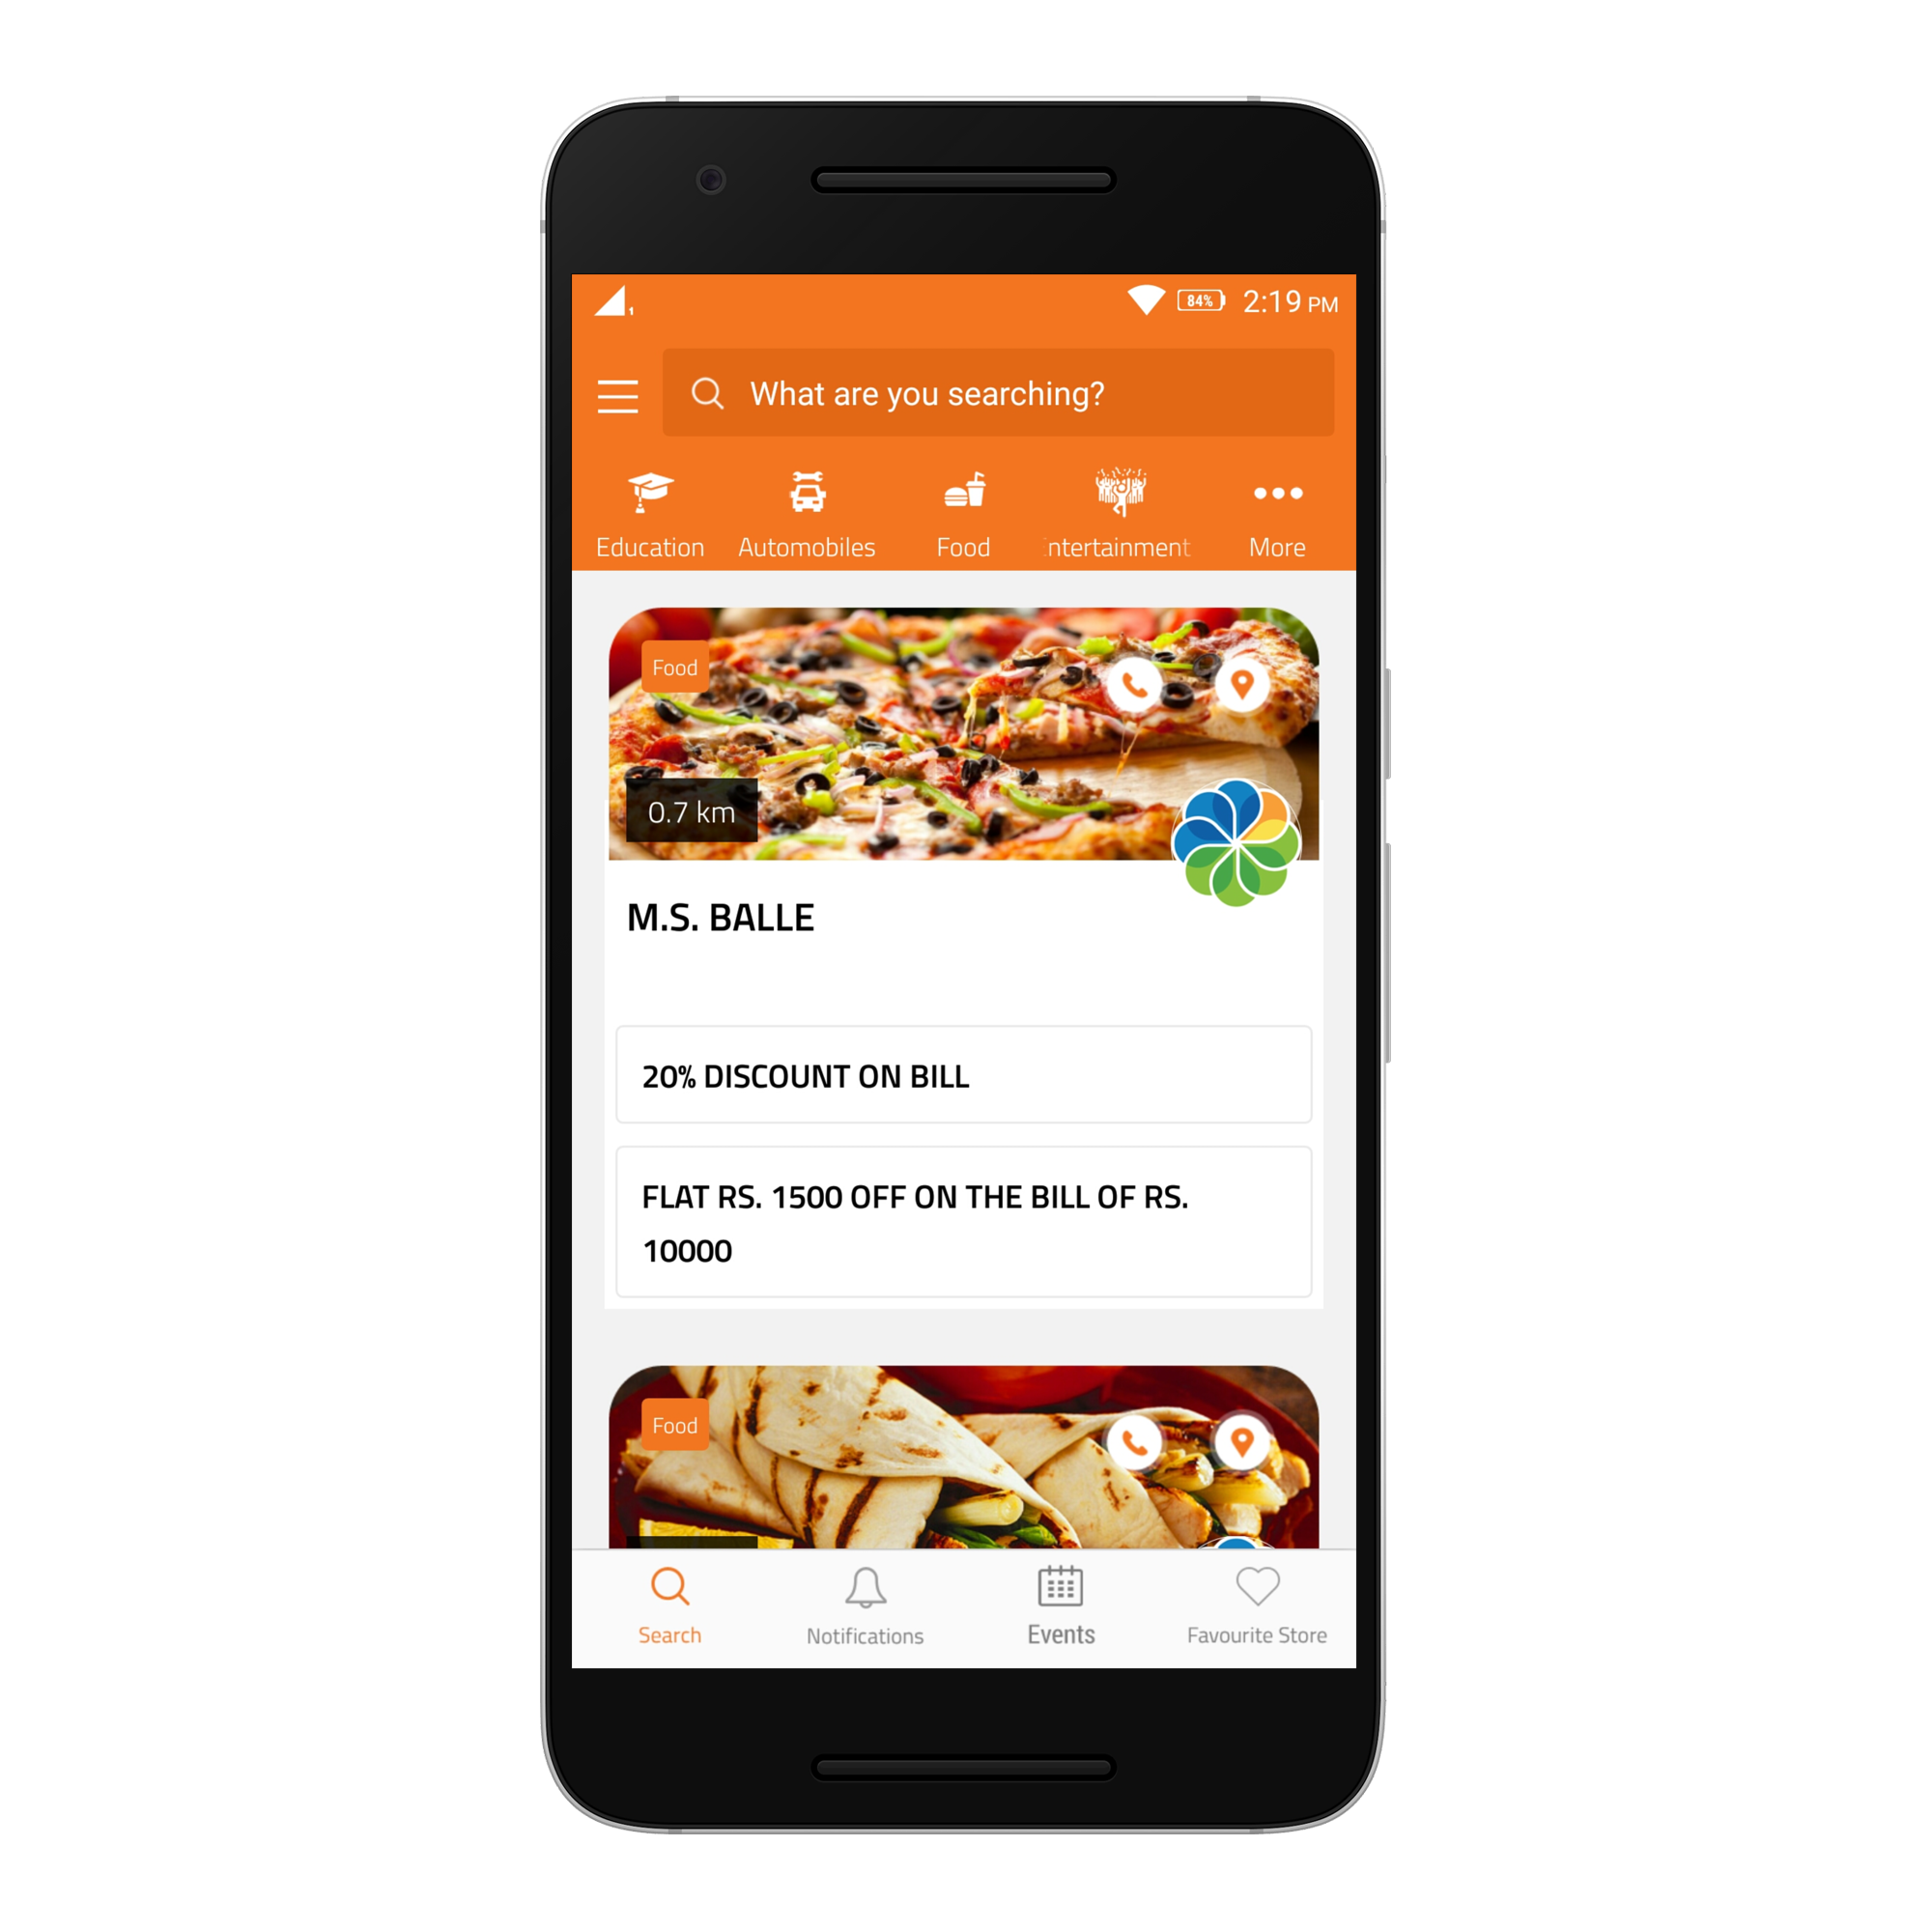 1
84%
2:19 PM
What are you searching?
Education
Automobiles
Food
ntertainment
More
Food
0.7 km
M.S. BALLE
20% DISCOUNT ON BILL
FLAT RS. 1500 OFF ON THE BILL OF RS.
10000
Food
Search
Notifications
Events
Favourite Store